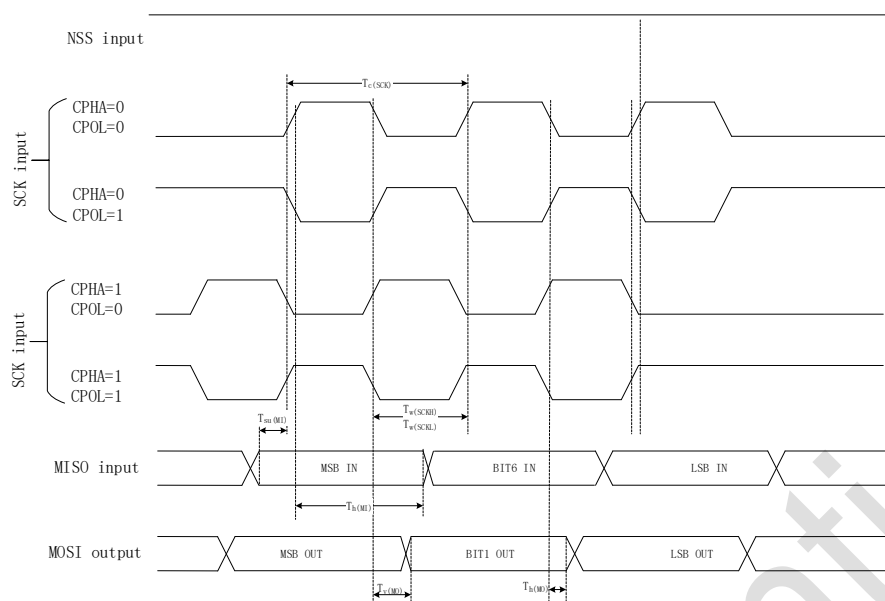 NSS input
Tc(SCK)
CPHA=0
CPOL=0
SCK input
CPHA=0
CPOL=1
CPHA=1
CPOL=0
SCK input
CPHA=1
CPOL=1
Tsu(MI)
Tw(SCKH)
Tw(SCKL)
MISO input
MSB IN
BIT6 IN
LSB IN
Th(MI)
MOSI output
MSB OUT
BIT1 OUT
LSB OUT
Tv(MO)
Th(MO)